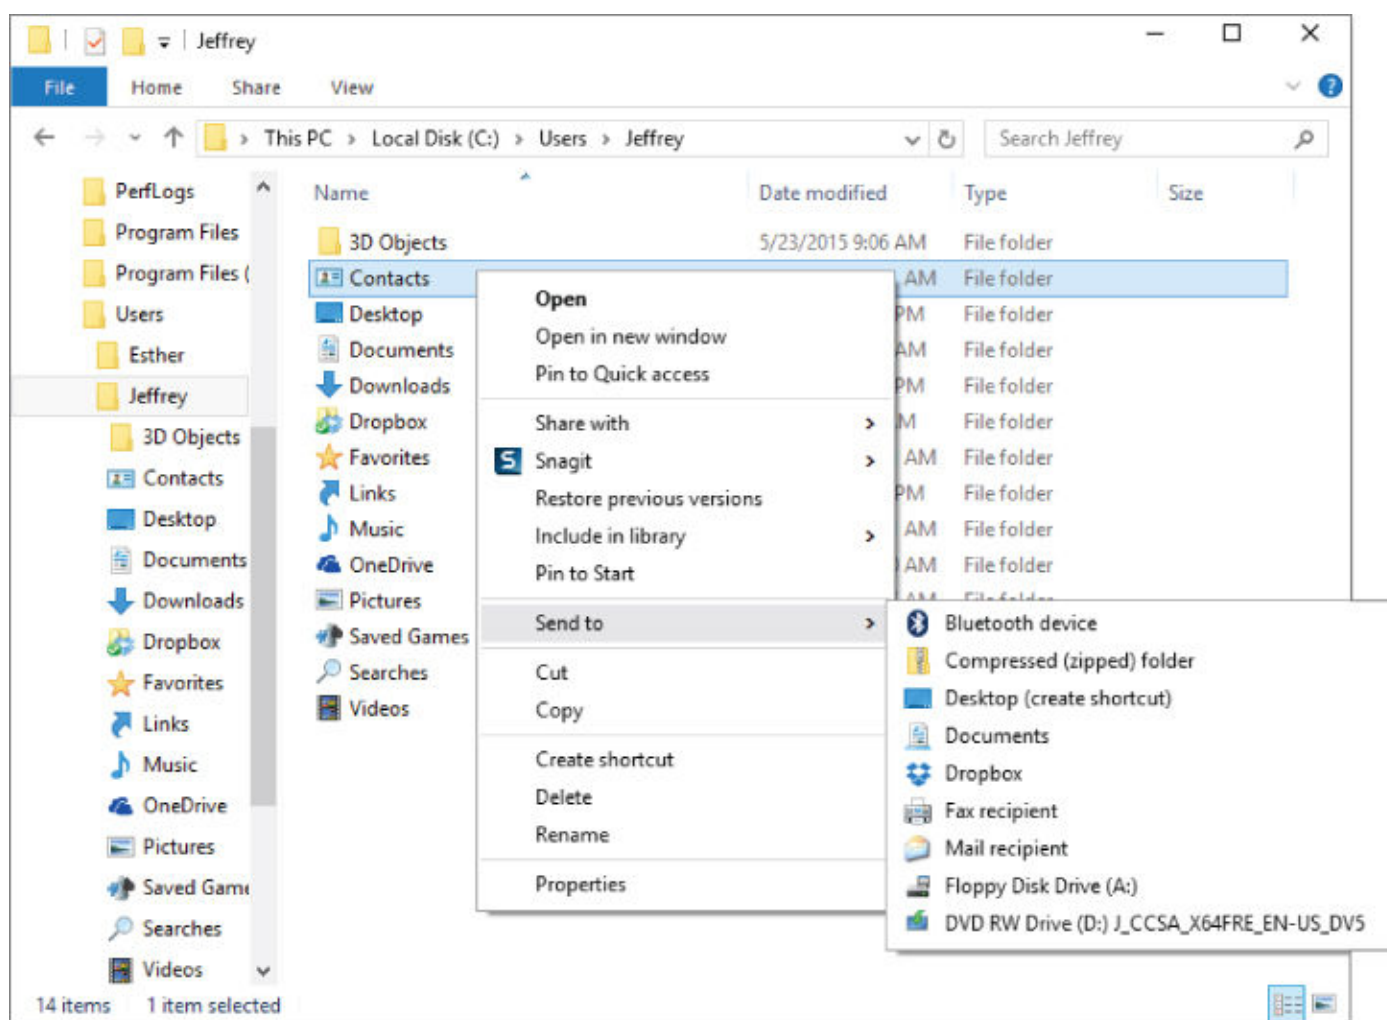 Jeffrey
File Home Share View
This PC > Local Disk (C:) > Users > Jeffrey
Search Jeffrey
PerfLogs
Program Files
Program Files (
Users
Esther
Jeffrey
3D Objects
Contacts
Desktop
Documents
Downloads
Dropbox
Favorites
Links
Music
OneDrive
Pictures
Saved Game
Searches
Videos
Name Date modified Type Size
3D Objects 5/23/2015 9:06 AM File folder
Contacts AM File folder
Desktop PM File folder
Documents AM File folder
Downloads PM File folder
Dropbox M File folder
Favorites AM File folder
Links PM File folder
Music AM File folder
OneDrive AM File folder
Pictures AM File folder
Saved Games
Searches
Videos
Open
Open in new window
Pin to Quick access
Share with
S Snagit
Restore previous versions
Include in library
Pin to Start
Send to
Cut
Copy
Create shortcut
Delete
Rename
Properties
Bluetooth device
Compressed (zipped) folder
Desktop (create shortcut)
Documents
Dropbox
Fax recipient
Mail recipient
Floppy Disk Drive (A:)
DVD RW Drive (D:) J_CCSA_X64FRE_EN-US_DV5
14 items 1 item selected